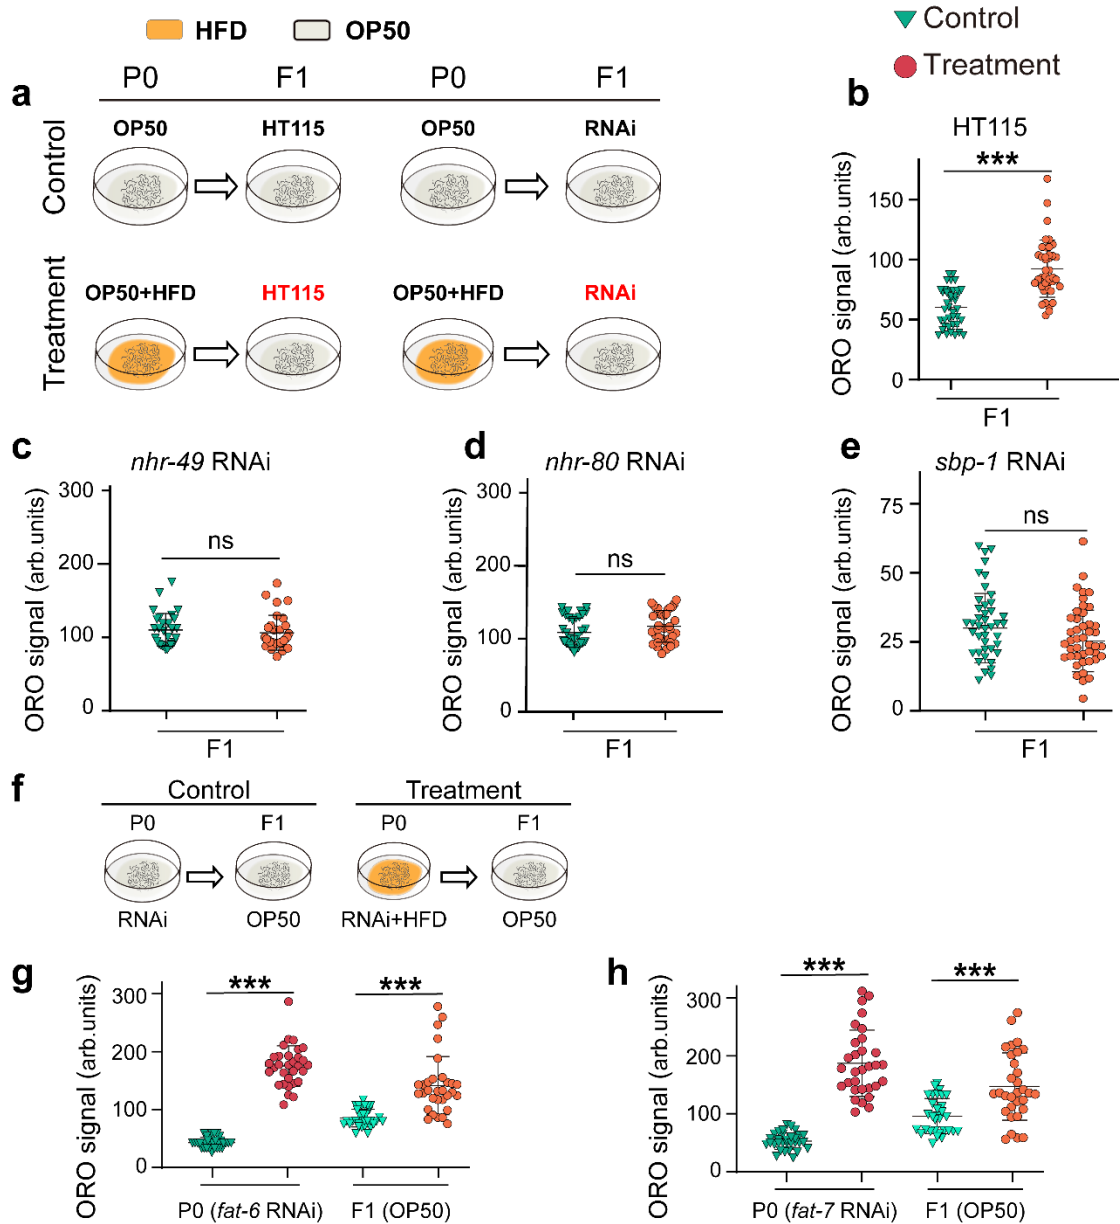 HFD OP50
Control
Treatment
a
P0 F1 P0 F1
Control
OP50 HT115 OP50 RNAi
Treatment
OP50+HFD HT115 OP50+HFD RNAi
b
HT115
***
ORO signal (arb.units)
150
100
50
0
F1
c
nhr-49 RNAi
ORO signal (arb.units)
300
200
100
0
ns
F1
d
nhr-80 RNAi
ORO signal (arb.units)
300
200
100
0
ns
F1
e
sbp-1 RNAi
ORO signal (arb.units)
75
50
25
0
ns
F1
f
Control Treatment
P0 F1 P0 F1
RNAi OP50 RNAi+HFD OP50
g
ORO signal (arb.units)
300
200
100
0
*** ***
P0 (fat-6 RNAi) F1 (OP50)
h
ORO signal (arb.units)
300
200
100
0
*** ***
P0 (fat-7 RNAi) F1 (OP50)